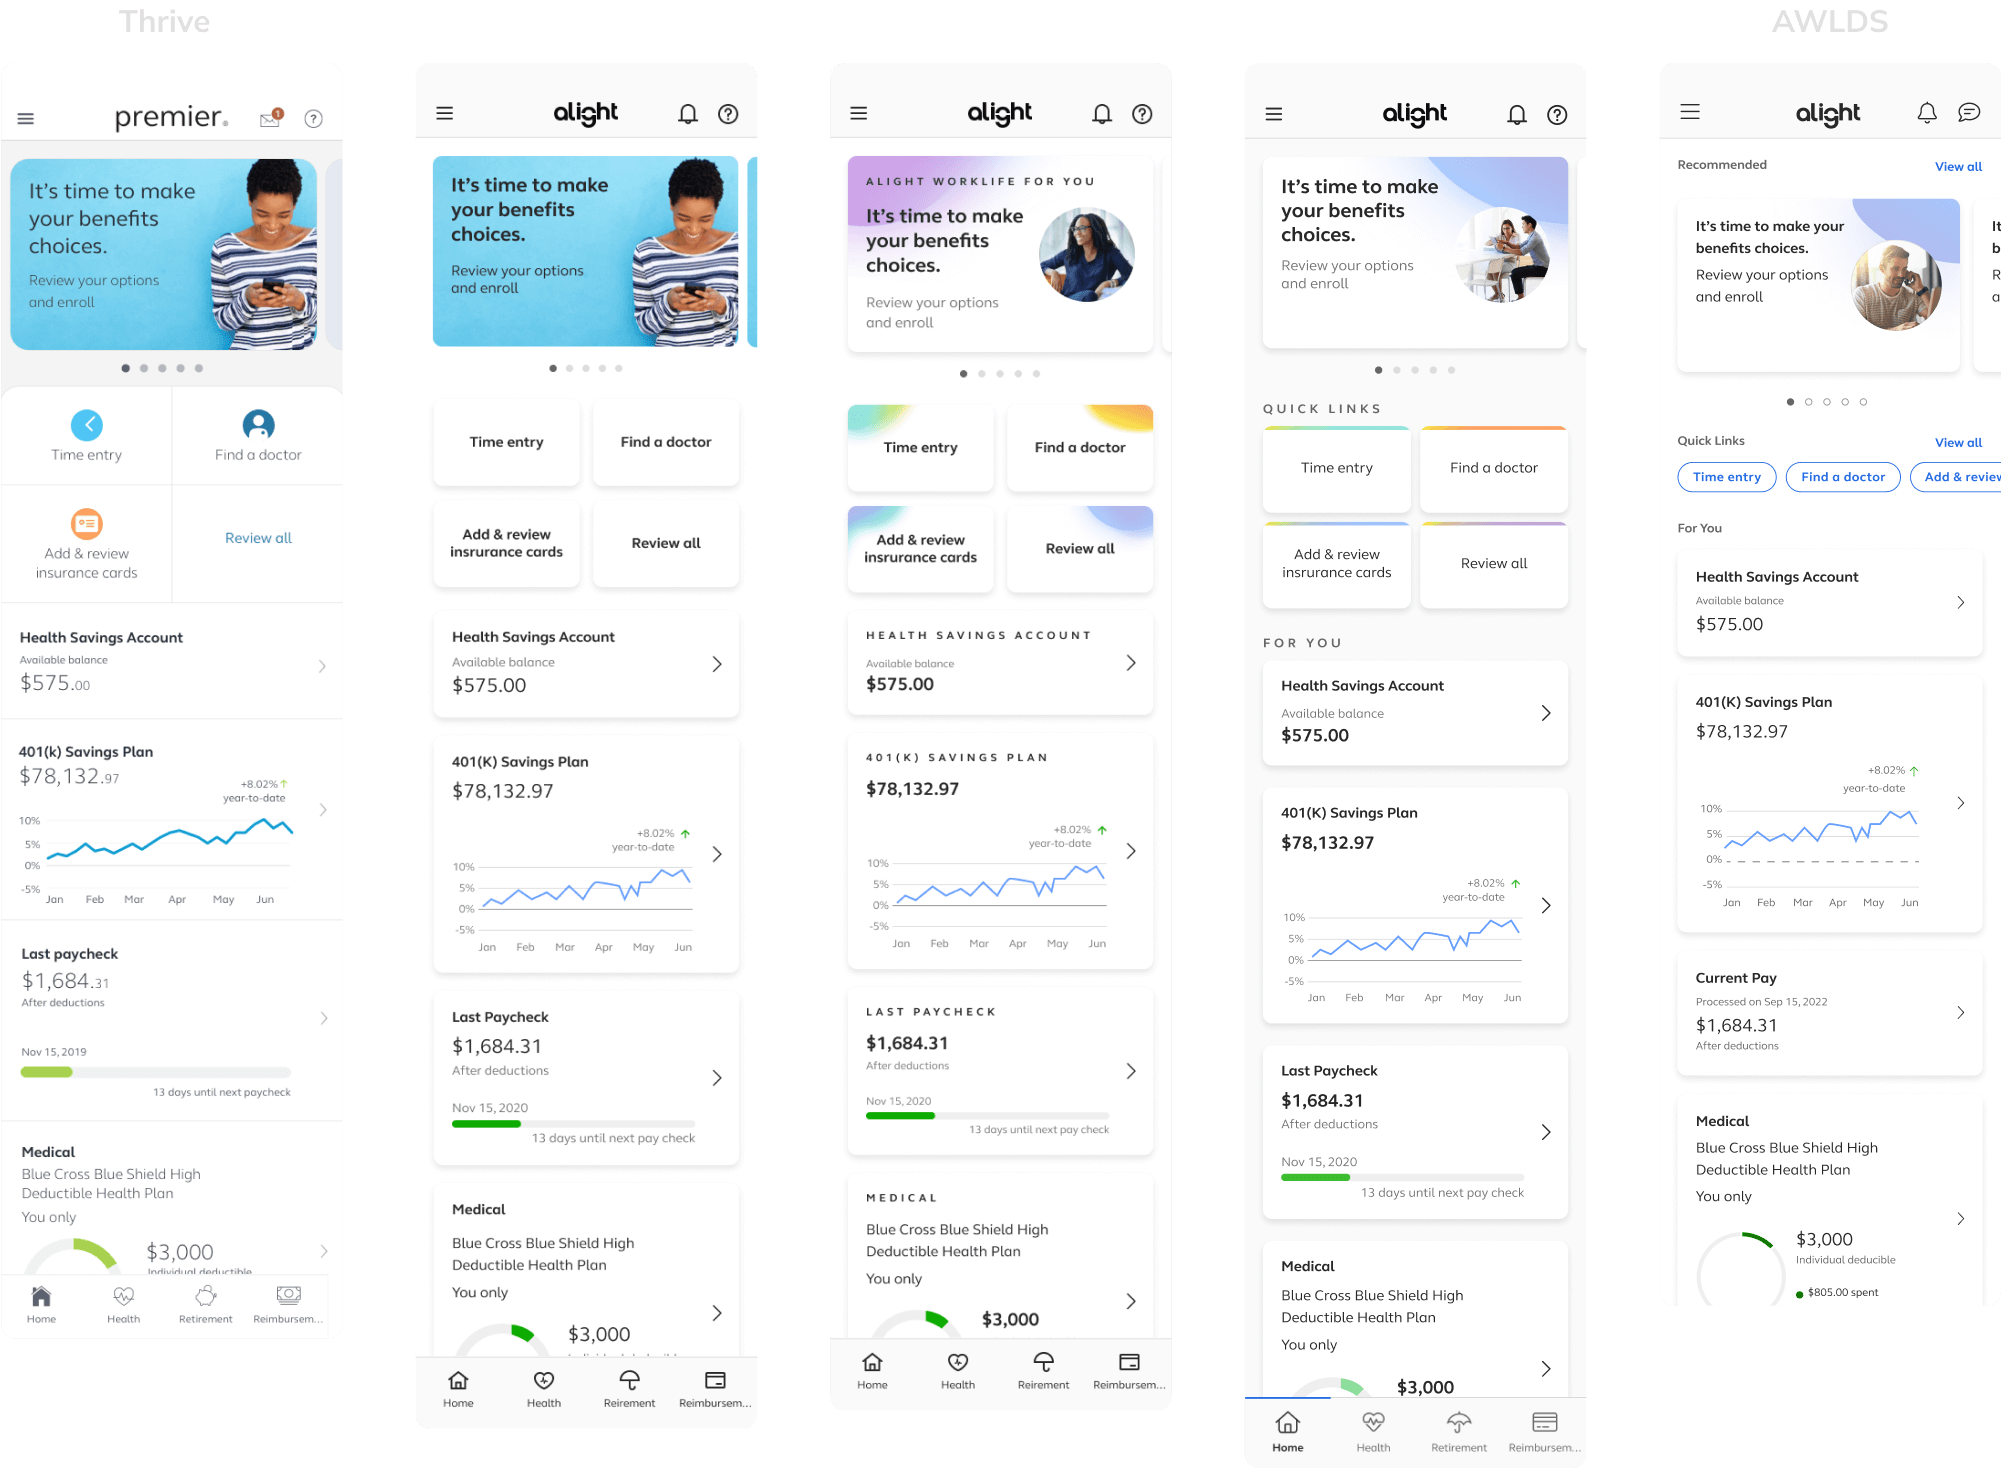 Thrive
AWLDS
premier.
1
?
It's time to make
your benefits
choices.
Review your options
and enroll
Time entry
Find a doctor
Add & review
insurance cards
Review all
Health Savings Account
Available balance
$575.00
401(k) Savings Plan
$78,132.97
+8.02%
year-to-date
10%
5%
0%
-5%
Jan Feb Mar Apr May Jun
Last paycheck
$1,684.31
After deductions
Nov 15, 2019
13 days until next paycheck
Medical
Blue Cross Blue Shield High
Deductible Health Plan
You only
$3,000
Individual deductible
Home Health Retirement Reimbursem...
alight
?
It's time to make
your benefits
choices.
Review your options
and enroll
Time entry
Find a doctor
Add & review
insrurance cards
Review all
Health Savings Account
Available balance
$575.00
401(K) Savings Plan
$78,132.97
+8.02%
year-to-date
10%
5%
0%
-5%
Jan Feb Mar Apr May Jun
Last Paycheck
$1,684.31
After deductions
Nov 15, 2020
13 days until next pay check
Medical
Blue Cross Blue Shield High
Deductible Health Plan
You only
$3,000
Home Health Reirement Reimbursem...
alight
?
ALIGHT WORKLIFE FOR YOU
It's time to make
your benefits
choices.
Review your options
and enroll
Time entry
Find a doctor
Add & review
insrurance cards
Review all
HEALTH SAVINGS ACCOUNT
Available balance
$575.00
401(K) SAVINGS PLAN
$78,132.97
+8.02%
year-to-date
10%
5%
0%
-5%
Jan Feb Mar Apr May Jun
LAST PAYCHECK
$1,684.31
After deductions
Nov 15, 2020
13 days until next pay check
MEDICAL
Blue Cross Blue Shield High
Deductible Health Plan
You only
$3,000
Home Health Reirement Reimbursem...
alight
?
It's time to make
your benefits
choices.
Review your options
and enroll
QUICK LINKS
Time entry
Find a doctor
Add & review
insrurance cards
Review all
FOR YOU
Health Savings Account
Available balance
$575.00
401(K) Savings Plan
$78,132.97
+8.02%
year-to-date
10%
5%
0%
-5%
Jan Feb Mar Apr May Jun
Last Paycheck
$1,684.31
After deductions
Nov 15, 2020
13 days until next pay check
Medical
Blue Cross Blue Shield High
Deductible Health Plan
You only
$3,000
Home Health Retirement Reimbursem...
alight
Recommended View all
It's time to make your
benefits choices.
Review your options
and enroll
It
b
R
a
Quick Links View all
Time entry Find a doctor Add & review
For You
Health Savings Account
Available balance
$575.00
401(K) Savings Plan
$78,132.97
+8.02%
year-to-date
10%
5%
0%
-5%
Jan Feb Mar Apr May Jun
Current Pay
Processed on Sep 15, 2022
$1,684.31
After deductions
Medical
Blue Cross Blue Shield High
Deductible Health Plan
You only
$3,000
Individual deducible
$805.00 spent